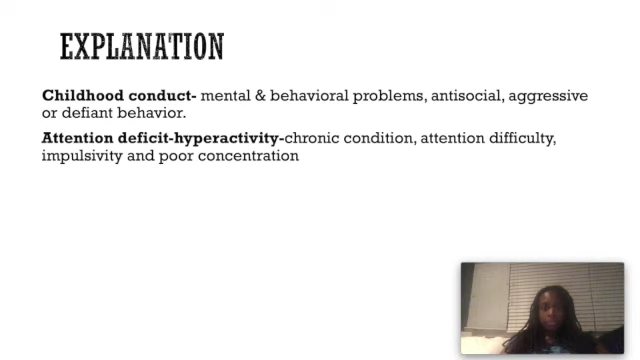 EXPLANATION
Childhood conduct- mental & behavioral problems, antisocial, aggressive
or defiant behavior.
Attention deficit-hyperactivity-chronic condition, attention difficulty,
impulsivity and poor concentration